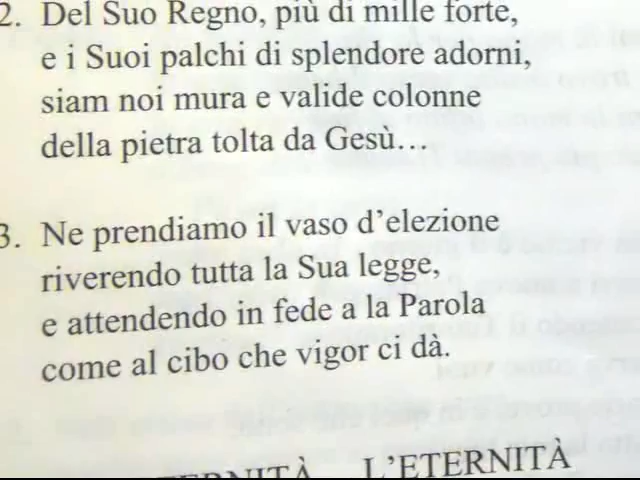 2. Del Suo Regno, più di mille forte,
e i Suoi palchi di splendore adorni,
siam noi mura e valide colonne
della pietra tolta da Gesù…
3. Ne prendiamo il vaso d’elezione
riverendo tutta la Sua legge,
e attendendo in fede a la Parola
come al cibo che vigor ci dà.
L’ETERNITÀ